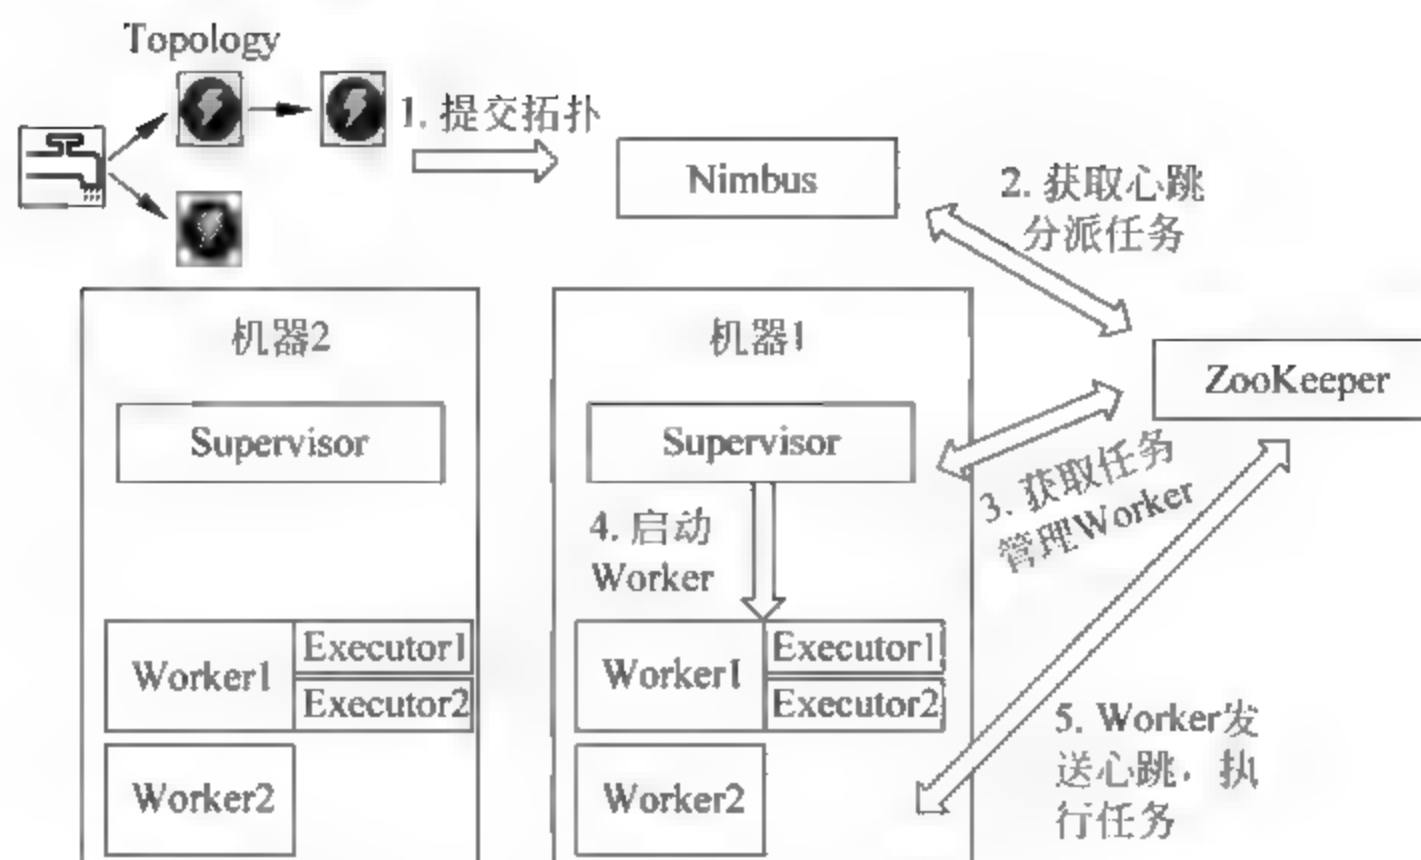 Topology
1. 提交拓扑
Nimbus
2. 获取心跳
分派任务
机器2
机器1
ZooKeeper
Supervisor
Supervisor
3. 获取任务
管理Worker
4. 启动
Worker
Worker1
Executor1
Executor2
Worker1
Executor1
Executor2
5. Worker发
送心跳，执
行任务
Worker2
Worker2